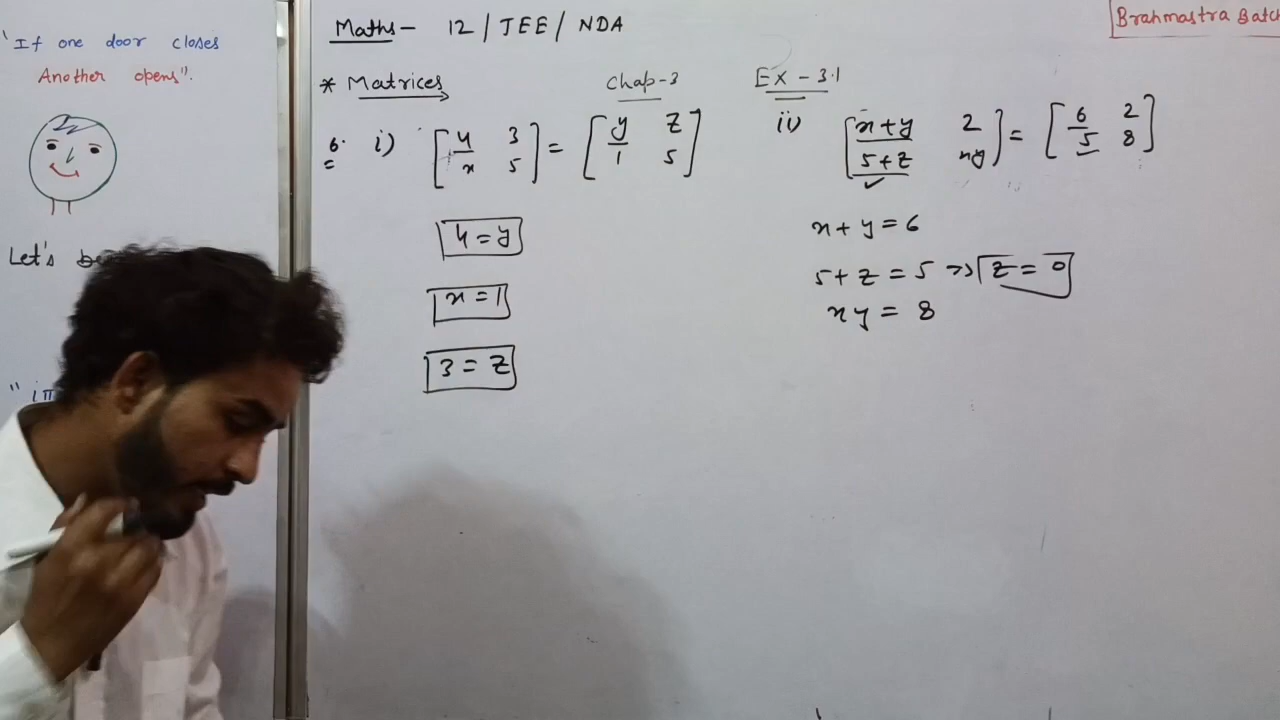 "If one door closes
Another opens".
Let's
Maths - 12 / JEE / NDA
Brahmastra Batch
* Matrices Chap-3 Ex - 3.1
6. i) [4 3 x 5] = [y z 1 5]
4 = y
x = 1
3 = z
ii) [x+y 2 5+z xy] = [6 2 5 8]
x + y = 6
5 + z = 5 => z = 0
xy = 8